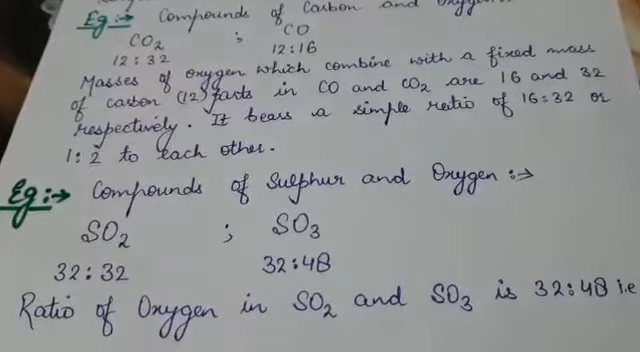 Eg:→ Compounds of Carbon and Oxygen
CO2 ; CO
12:32 12:16
Masses of oxygen which combine with a fixed mass
of carbon (12) parts in CO and CO2 are 16 and 32
respectively. It bears a simple ratio of 16:32 or
1:2 to each other.
Eg:→ Compounds of Sulphur and Oxygen :→
SO2 ; SO3
32:32 32:48
Ratio of Oxygen in SO2 and SO3 is 32:48 i.e